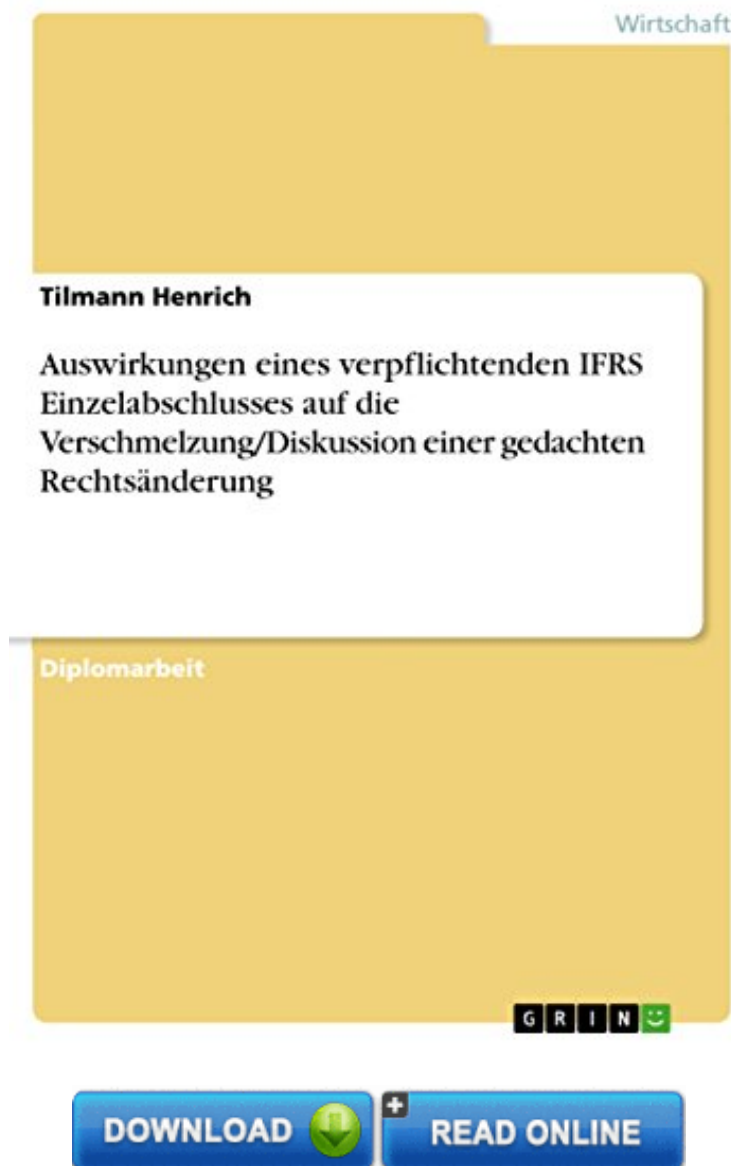 Wirtschaft
Tilmann Henrich
Auswirkungen eines verpflichtenden IFRS
Einzelabschlusses auf die
Verschmelzung/Diskussion einer gedachten
Rechtsänderung
Diplomarbeit
GRIN
DOWNLOAD
READ ONLINE